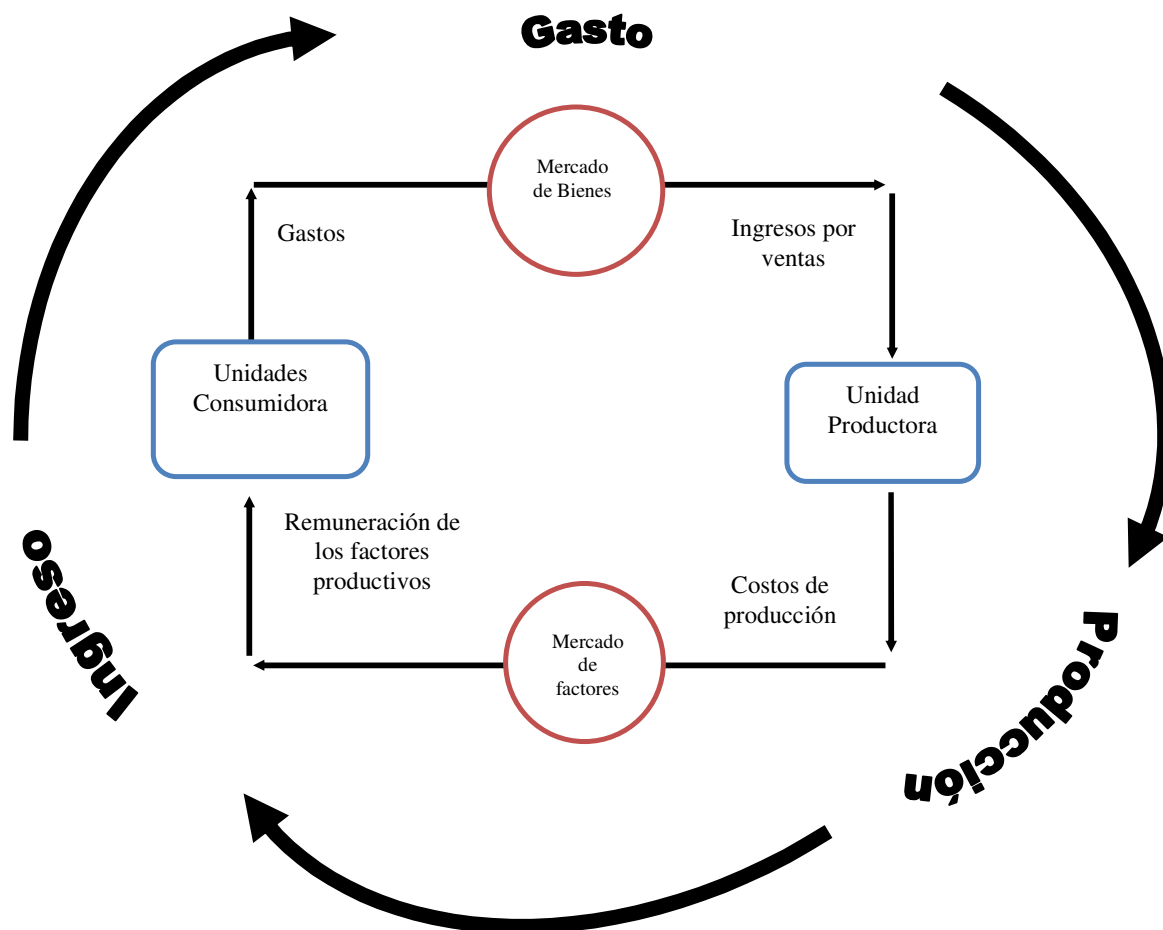 Gasto
Mercado
de Bienes
Gastos
Ingresos por
ventas
Unidades
Consumidora
Unidad
Productora
Remuneración de
los factores
productivos
Costos de
producción
Mercado
de
factores
Ingreso
Producción